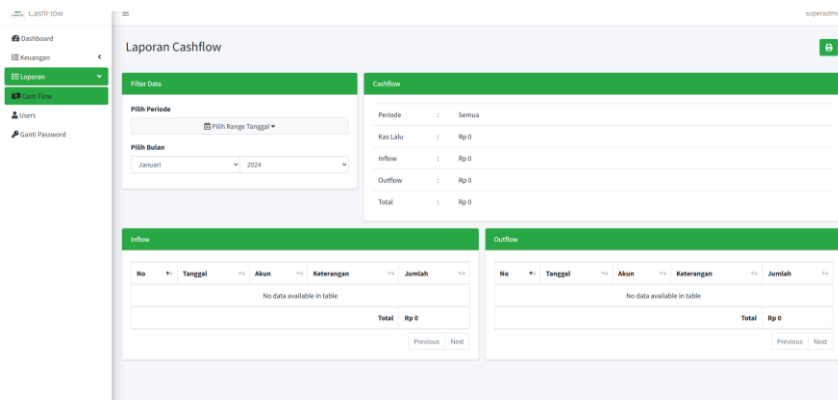 CashFlow
superadmin
Dashboard
Keuangan
Loporan
Cash Flow
Users
Ganti Password
Laporan Cashflow
Filter Data
Pilih Periode
Pilih Range Tanggal
Pilih Bulan
Januari 2024
Cashflow
Periode : Semua
Kas Lalu : Rp 0
Inflow : Rp 0
Outflow : Rp 0
Total : Rp 0
Inflow
No Tanggal Akun Keterangan Jumlah
No data available in table
Total Rp 0
Previous Next
Outflow
No Tanggal Akun Keterangan Jumlah
No data available in table
Total Rp 0
Previous Next